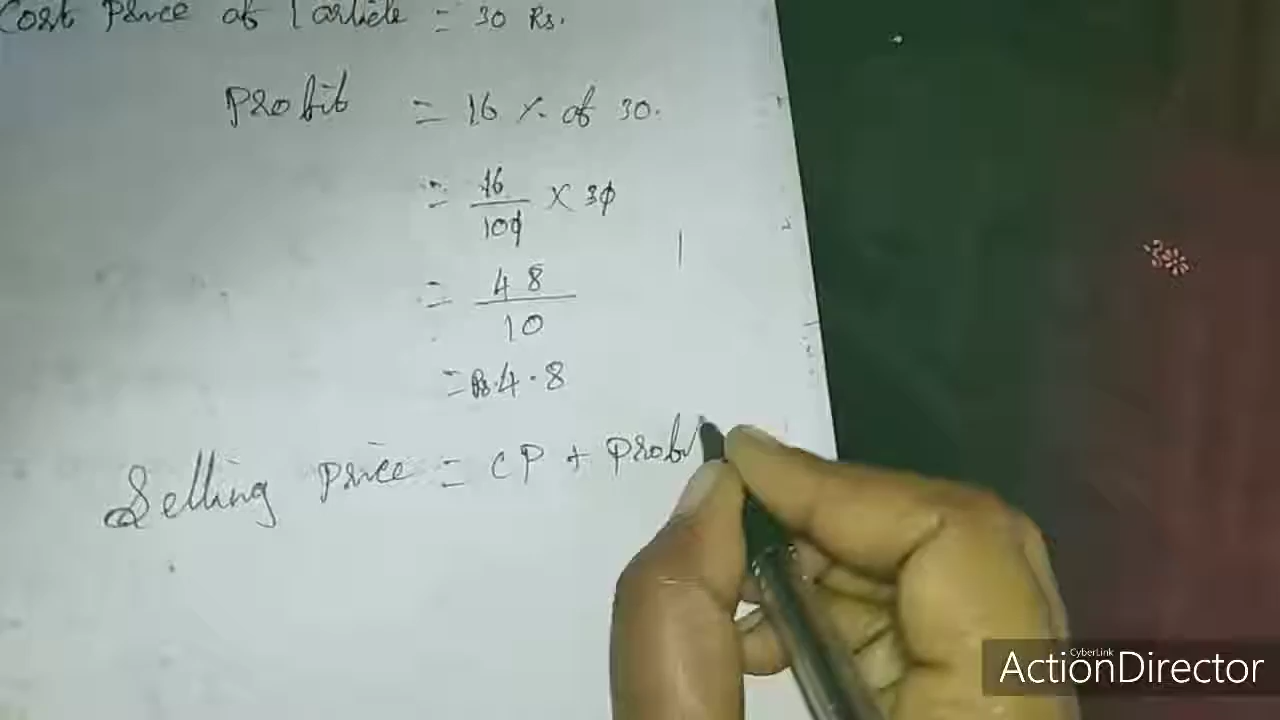 Cost Price of 1 article = 30 Rs.
Profit = 16 % of 30.
= 16/100 × 30
= 48/10
= Rs. 4.8
Selling Price = CP + Profi
CyberLink
ActionDirector